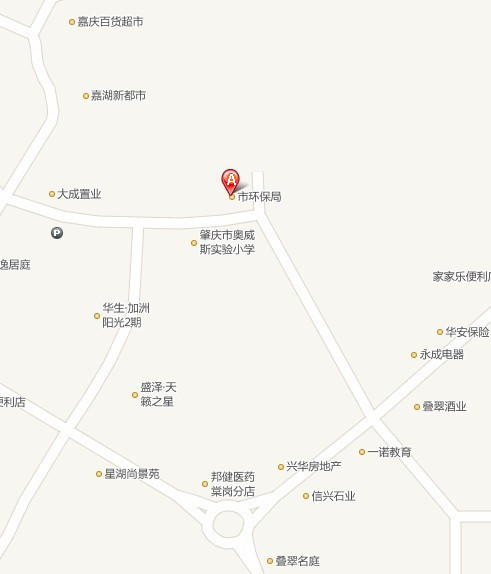 嘉庆百货超市
嘉湖新都市
A
大成置业
市环保局
P
肇庆市奥威
斯实验小学
逸居庭
家家乐便利店
华生·加洲
阳光2期
华安保险
永成电器
盛泽·天
籁之星
便利店
叠翠酒业
一诺教育
星湖尚景苑
邦健医药
棠岗分店
兴华房地产
信兴石业
叠翠名庭